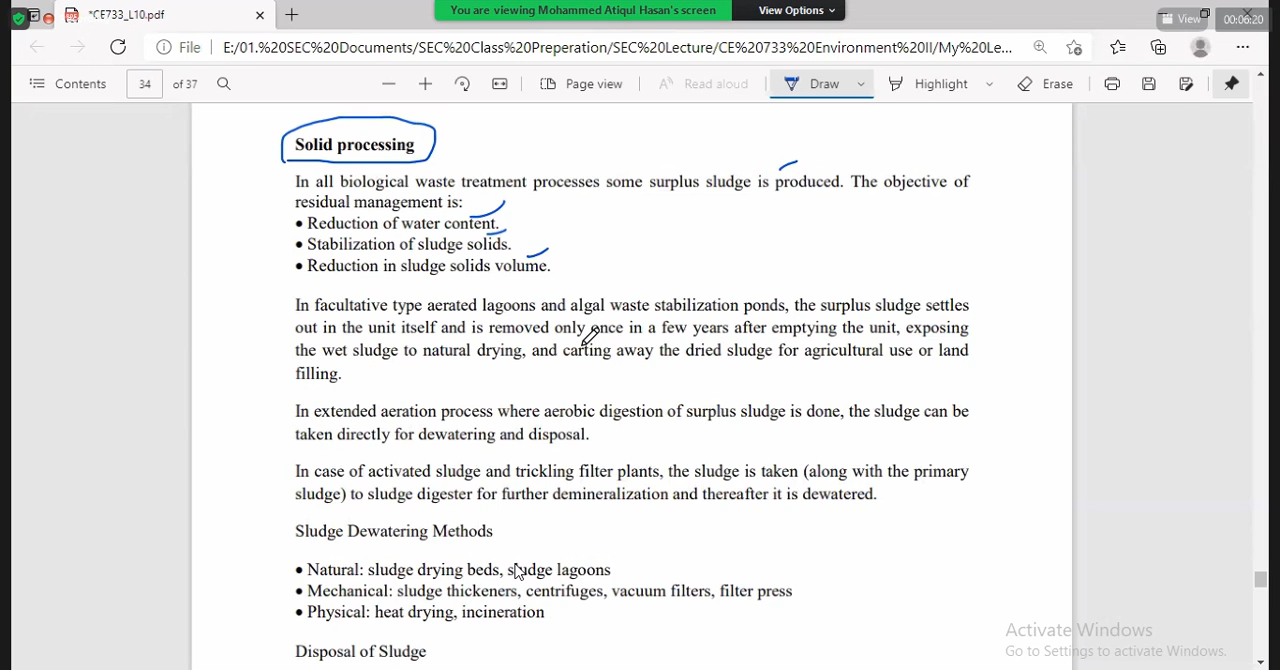 *CE733_L10.pdf
You are viewing Mohammed Atiqul Hasan's screen
View Options
View
00:06:20
File
E:/01.%20SEC%20Documents/SEC%20Class%20Preperation/SEC%20Lecture/CE%20733%20Environment%20II/My%20Le...
Contents
34 of 37
Page view
Read aloud
Draw
Highlight
Erase
Solid processing
In all biological waste treatment processes some surplus sludge is produced. The objective of
residual management is:
• Reduction of water content.
• Stabilization of sludge solids.
• Reduction in sludge solids volume.
In facultative type aerated lagoons and algal waste stabilization ponds, the surplus sludge settles
out in the unit itself and is removed only once in a few years after emptying the unit, exposing
the wet sludge to natural drying, and carting away the dried sludge for agricultural use or land
filling.
In extended aeration process where aerobic digestion of surplus sludge is done, the sludge can be
taken directly for dewatering and disposal.
In case of activated sludge and trickling filter plants, the sludge is taken (along with the primary
sludge) to sludge digester for further demineralization and thereafter it is dewatered.
Sludge Dewatering Methods
• Natural: sludge drying beds, sludge lagoons
• Mechanical: sludge thickeners, centrifuges, vacuum filters, filter press
• Physical: heat drying, incineration
Disposal of Sludge
Activate Windows
Go to Settings to activate Windows.